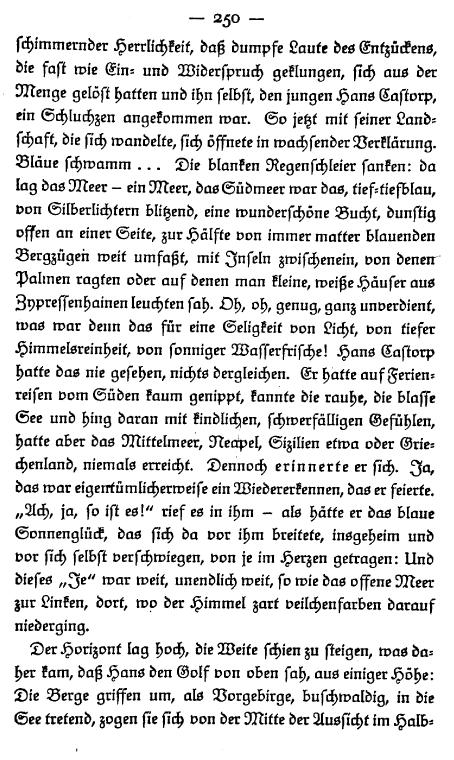 — 250 —
schimmernder Herrlichkeit, daß dumpfe Laute des Entzückens,
die fast wie Ein- und Widerspruch geklungen, sich aus der
Menge gelöst hatten und ihn selbst, den jungen Hans Castorp,
ein Schluchzen angekommen war. So jetzt mit seiner Land-
schaft, die sich wandelte, sich öffnete in wachsender Verklärung.
Bläue schwamm ... Die blanken Regenschleier sanken: da
lag das Meer – ein Meer, das Südmeer war das, tief-tiefblau,
von Silberlichtern blitzend, eine wunderschöne Bucht, dunstig
offen an einer Seite, zur Hälfte von immer matter blauenden
Bergzügen weit umfaßt, mit Inseln zwischenein, von denen
Palmen ragten oder auf denen man kleine, weiße Häuser aus
Zypressenhainen leuchten sah. Oh, oh, genug, ganz unverdient,
was war denn das für eine Seligkeit von Licht, von tiefer
Himmelsreinheit, von sonniger Wasserfrische! Hans Castorp
hatte das nie gesehen, nichts dergleichen. Er hatte auf Ferien-
reisen vom Süden kaum genippt, kannte die rauhe, die blasse
See und hing daran mit kindlichen, schwerfälligen Gefühlen,
hatte aber das Mittelmeer, Neapel, Sizilien etwa oder Grie-
chenland, niemals erreicht. Dennoch erinnerte er sich. Ja,
das war eigentümlicherweise ein Wiedererkennen, das er feierte.
„Ach, ja, so ist es!“ rief es in ihm – als hätte er das blaue
Sonnenglück, das sich da vor ihm breitete, insgeheim und
vor sich selbst verschwiegen, von je im Herzen getragen: Und
dieses „Je“ war weit, unendlich weit, so wie das offene Meer
zur Linken, dort, wo der Himmel zart veilchenfarben darauf
niederging.
Der Horizont lag hoch, die Weite schien zu steigen, was da-
her kam, daß Hans den Golf von oben sah, aus einiger Höhe:
Die Berge griffen um, als Vorgebirge, buschwaldig, in die
See tretend, zogen sie sich von der Mitte der Aussicht im Halb-